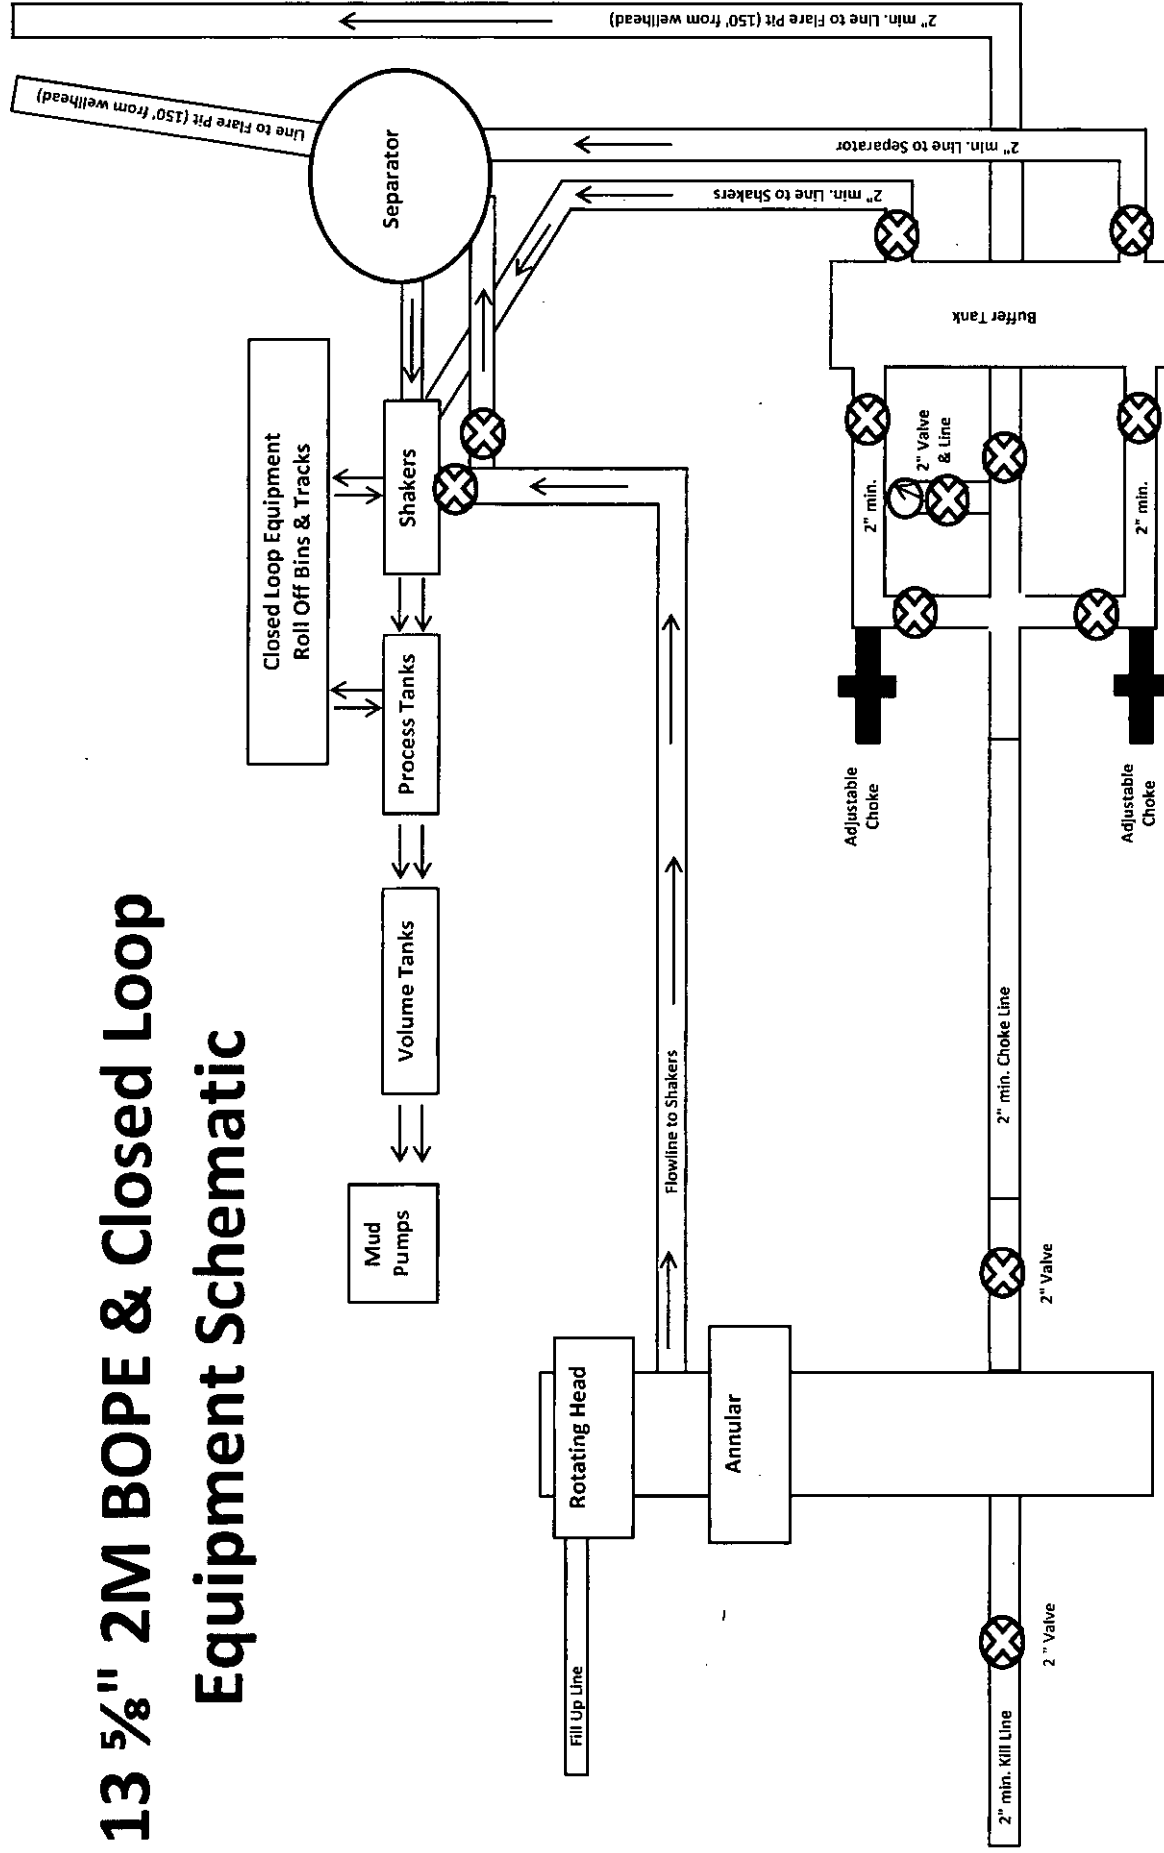 13 ⅝" 2M BOPE & Closed Loop
Equipment Schematic
Closed Loop Equipment
Roll Off Bins & Tracks
Line to Flare Pit (150' from wellhead)
2" min. Line to Flare Pit (150' from wellhead)
Separator
Mud
Pumps
Volume Tanks
Process Tanks
Shakers
2" min. Line to Shakers
2" min. Line to Separator
Fill Up Line
Rotating Head
Flowline to Shakers
Annular
Adjustable
Choke
2" min.
2" Valve
& Line
Buffer Tank
2" min. Kill Line
2 " Valve
2" Valve
2" min. Choke Line
Adjustable
Choke
2" min.